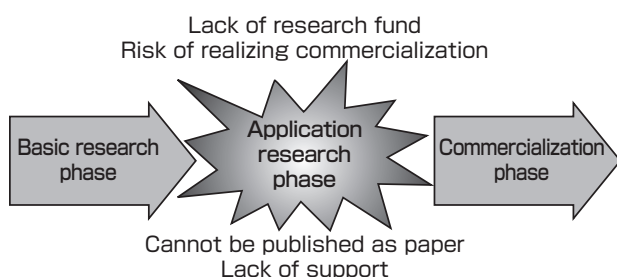 Lack of research fund
Risk of realizing commercialization
Basic research
phase
Application
research
phase
Commercialization
phase
Cannot be published as paper
Lack of support